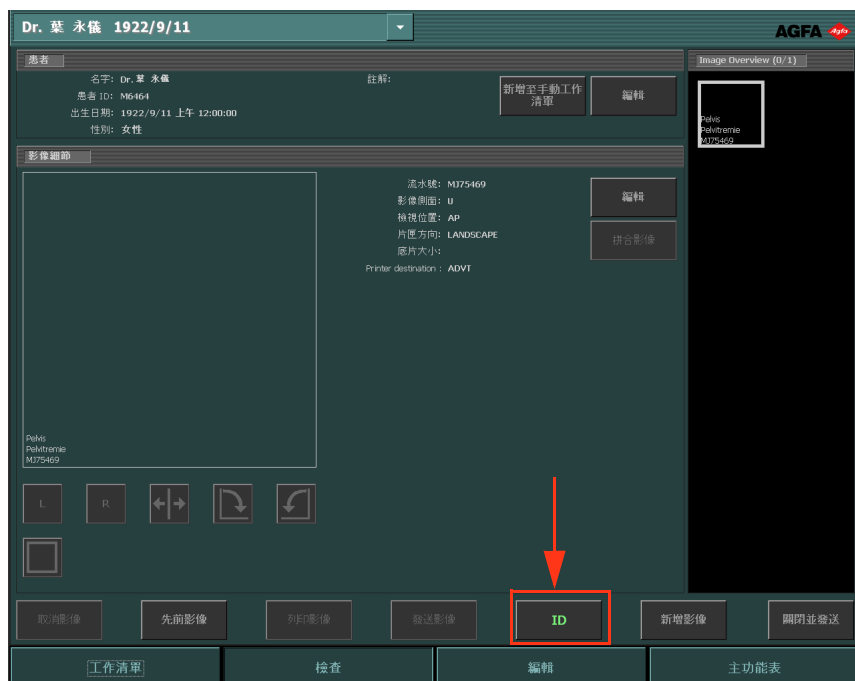 Dr. 葉 永儀 1922/9/11
AGFA Agfa
患者
名字: Dr. 葉 永儀
患者 ID: M6464
出生日期: 1922/9/11 上午 12:00:00
性別: 女性
註解:
新增至手動工作
清單
編輯
Image Overview (0/1)
Pelvis
Pelvitremie
MJ75469
影像細節
流水號: MJ75469
影像側面: U
檢視位置: AP
片匣方向: LANDSCAPE
底片大小:
Printer destination : ADVT
編輯
拼合影像
Pelvis
Pelvitremie
MJ75469
L
R
取消影像
先前影像
列印影像
發送影像
ID
新增影像
關閉並發送
工作清單
檢查
編輯
主功能表